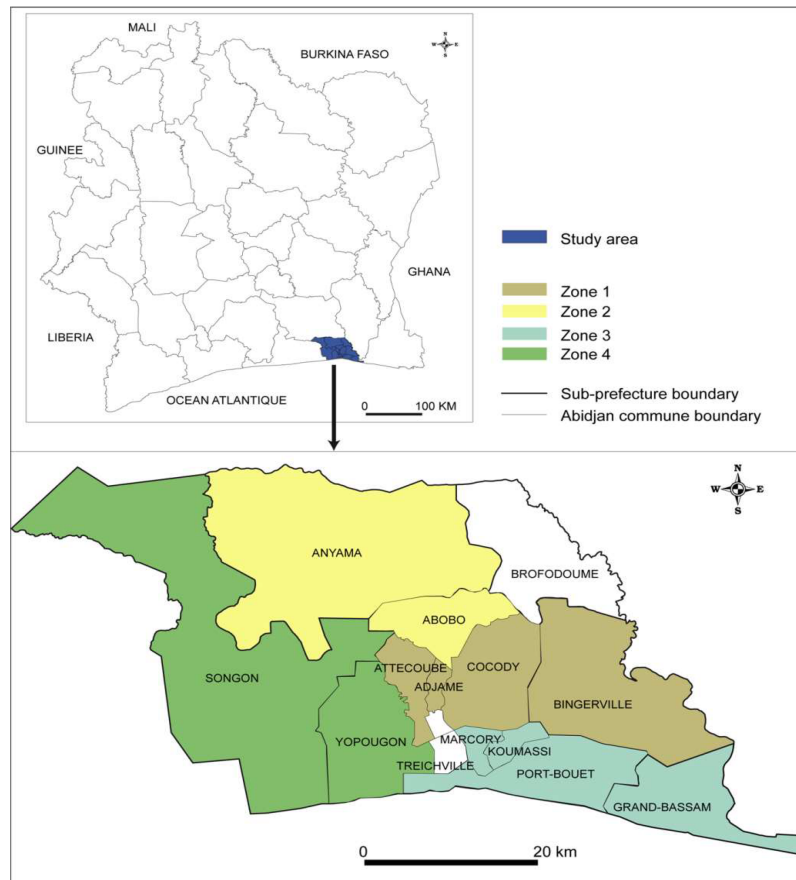 MALI
BURKINA FASO
N
W E
S
GUINEE
GHANA
LIBERIA
OCEAN ATLANTIQUE
0 100 KM
Study area
Zone 1
Zone 2
Zone 3
Zone 4
Sub-prefecture boundary
Abidjan commune boundary
N
W E
S
ANYAMA
BROFODOUME
ABOBO
ATTECOUBE
COCODY
SONGON
ADJAME
BINGERVILLE
YOPOUGON
MARCORY
KOUMASSI
TREICHVILLE
PORT-BOUET
GRAND-BASSAM
0 20 km